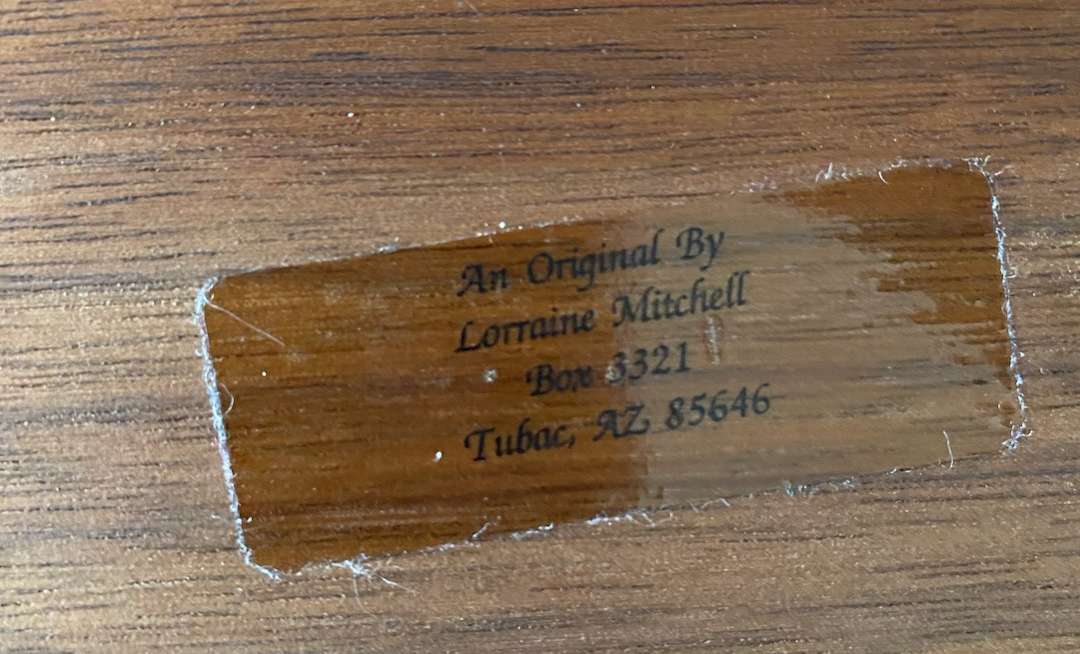 An Original By
Lorraine Mitchell
Box 3321
Tubac, AZ 85646